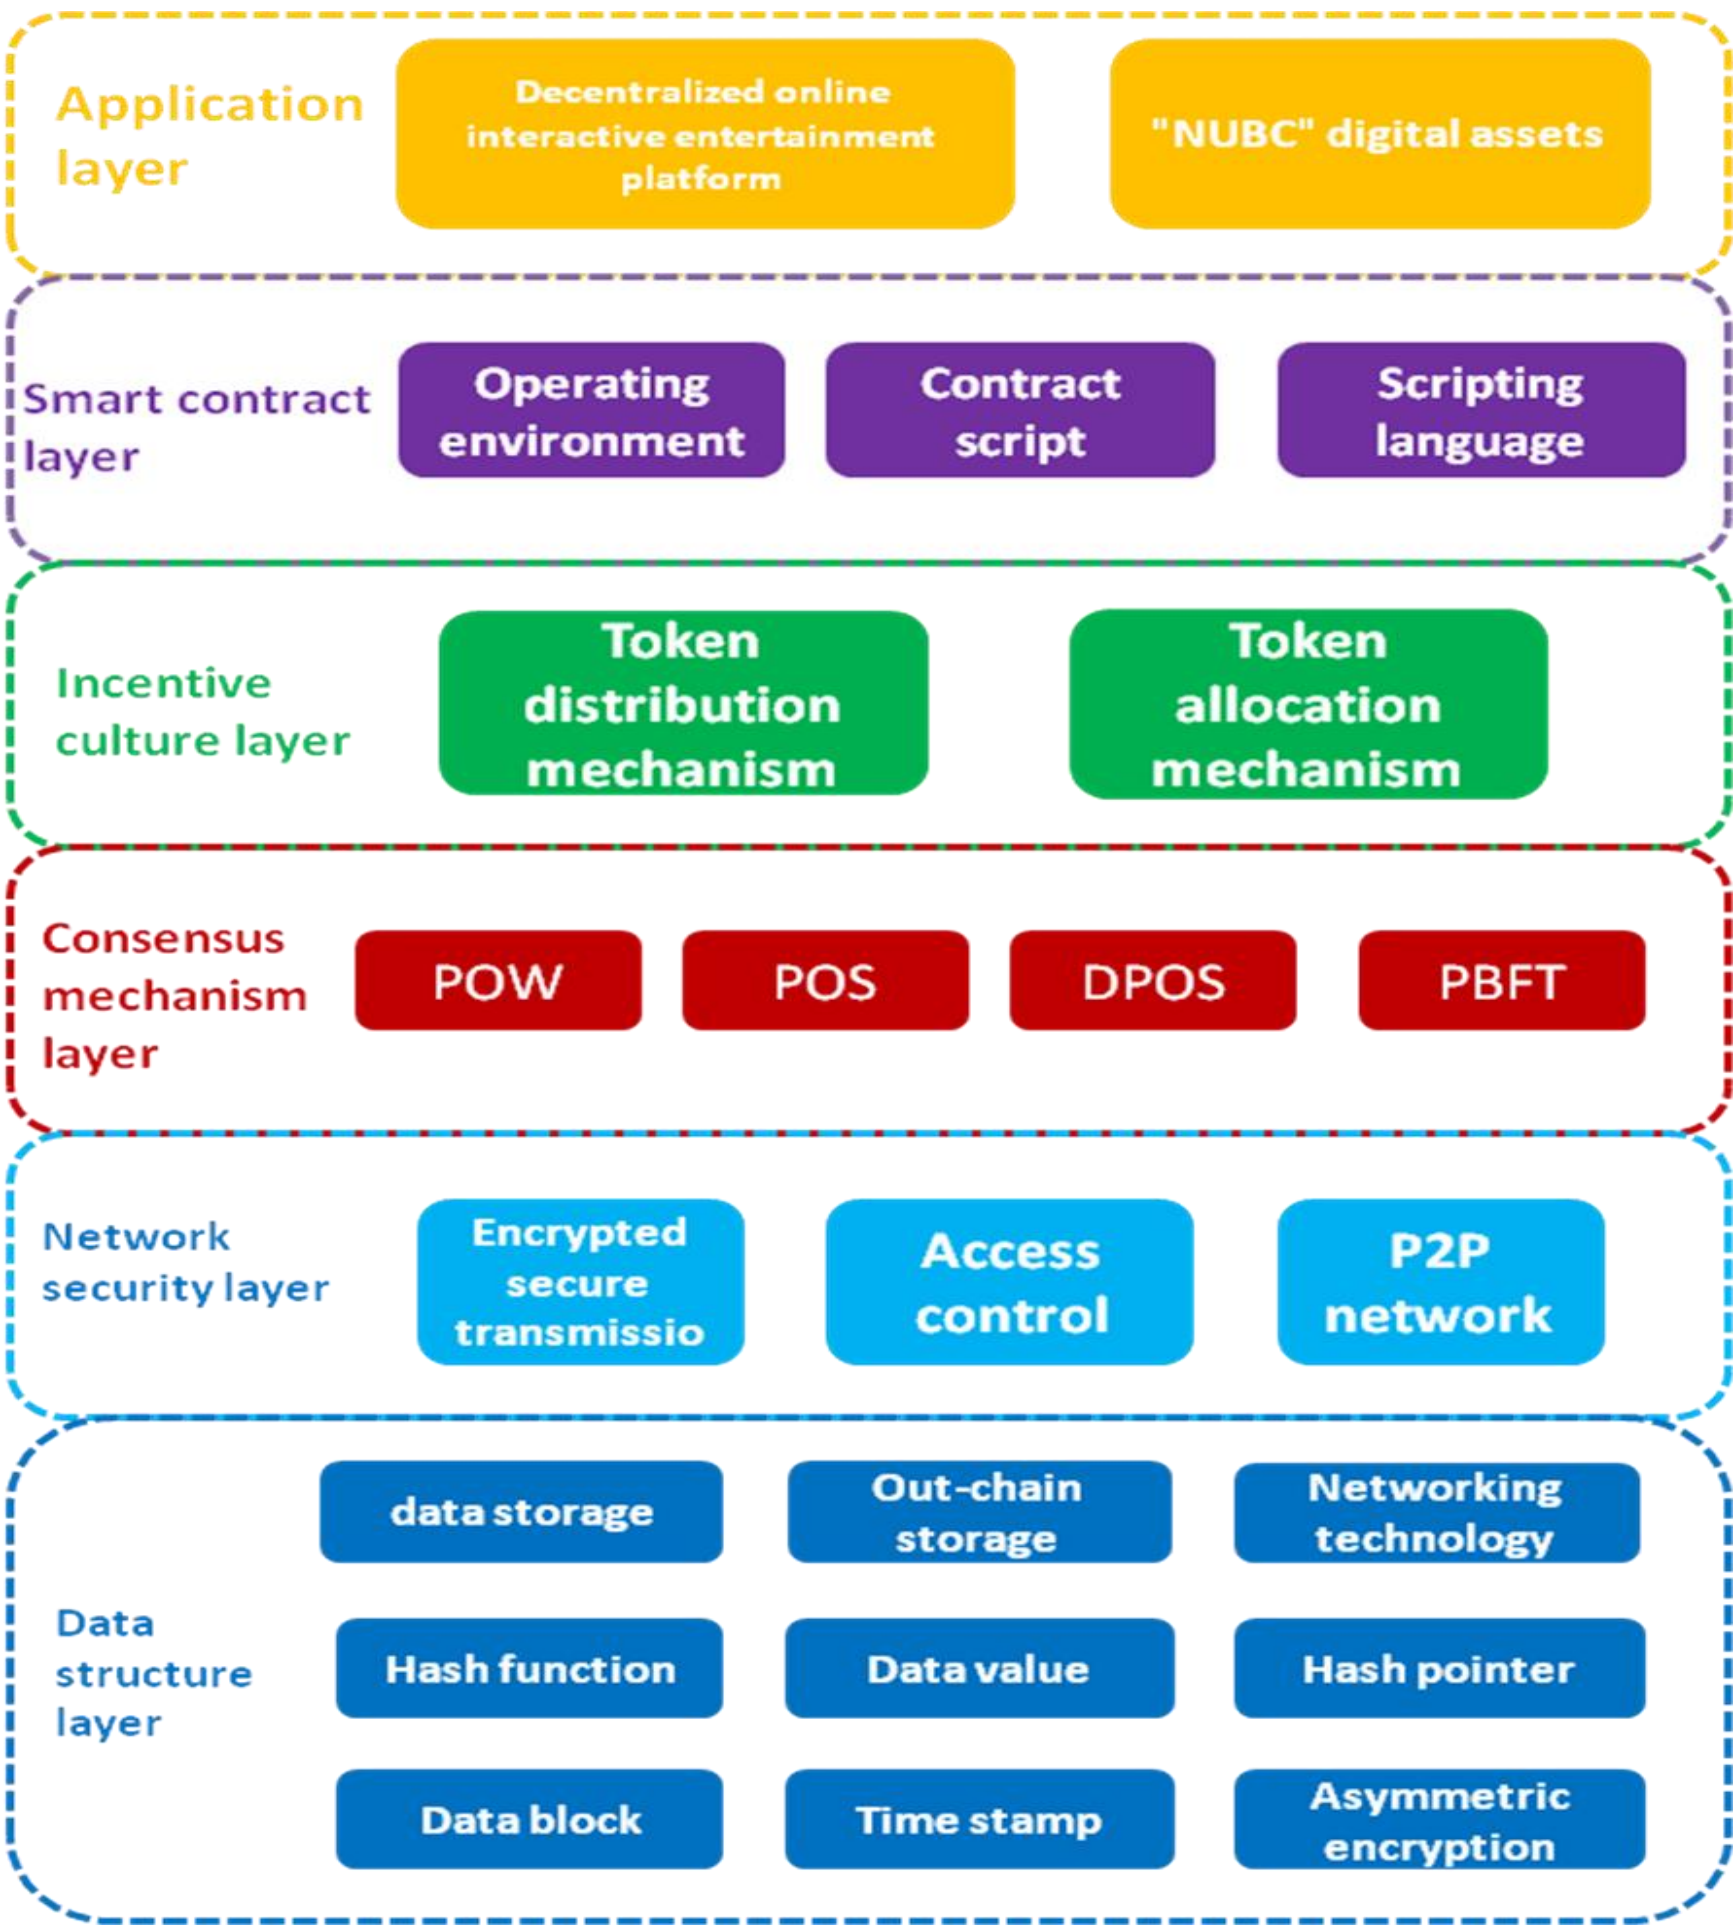 Application
layer
Decentralized online
interactive entertainment
platform
"NUBC" digital assets
Smart contract
layer
Operating
environment
Contract
script
Scripting
language
Incentive
culture layer
Token
distribution
mechanism
Token
allocation
mechanism
Consensus
mechanism
layer
POW
POS
DPOS
PBFT
Network
security layer
Encrypted
secure
transmissio
Access
control
P2P
network
Data
structure
layer
data storage
Out-chain
storage
Networking
technology
Hash function
Data value
Hash pointer
Data block
Time stamp
Asymmetric
encryption